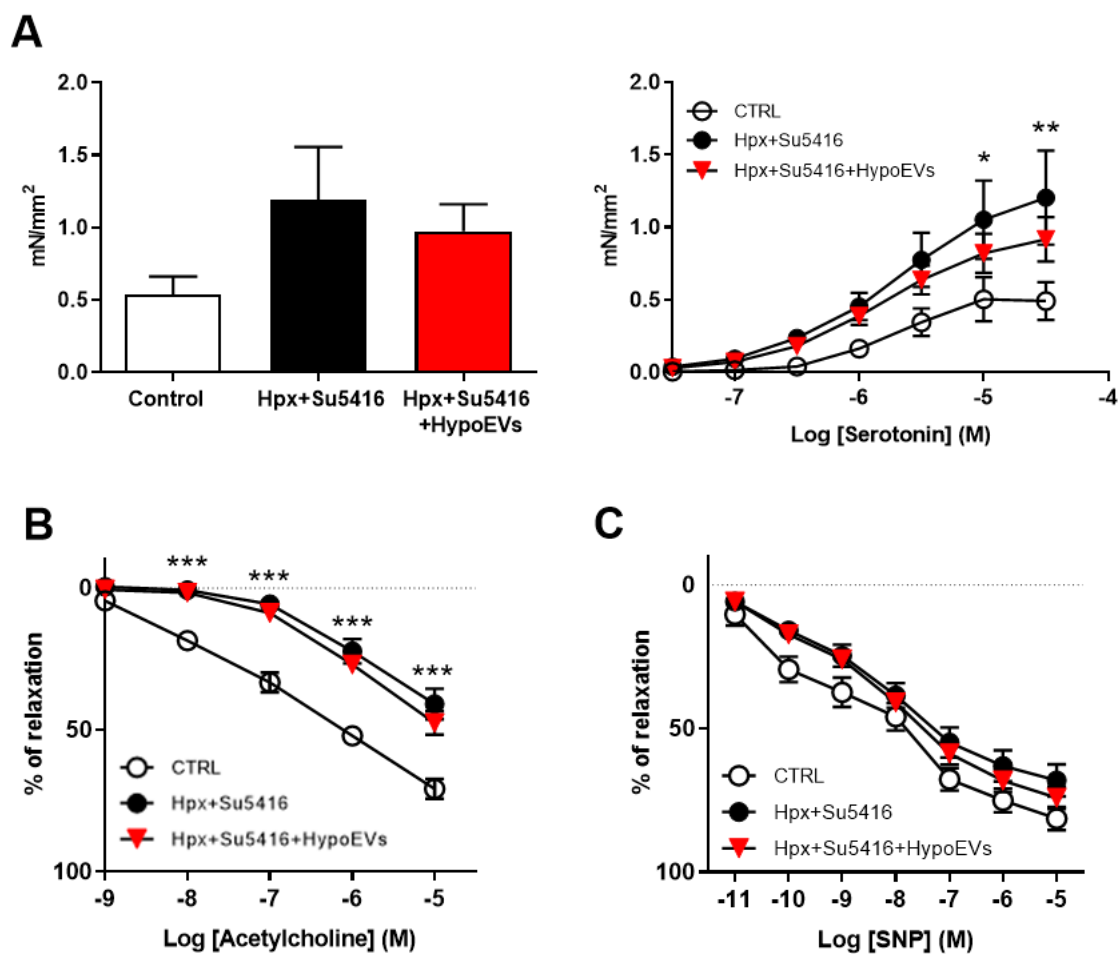 A
2.0
1.5
1.0
0.5
0.0
mN/mm²
Control
Hpx+Su5416
Hpx+Su5416
+HypoEVs
2.0
1.5
1.0
0.5
0.0
mN/mm²
CTRL
Hpx+Su5416
Hpx+Su5416+HypoEVs
*
**
-7
-6
-5
-4
Log [Serotonin] (M)
B
0
50
100
% of relaxation
***
***
***
***
CTRL
Hpx+Su5416
Hpx+Su5416+HypoEVs
-9
-8
-7
-6
-5
Log [Acetylcholine] (M)
C
0
50
100
% of relaxation
CTRL
Hpx+Su5416
Hpx+Su5416+HypoEVs
-11
-10
-9
-8
-7
-6
-5
Log [SNP] (M)